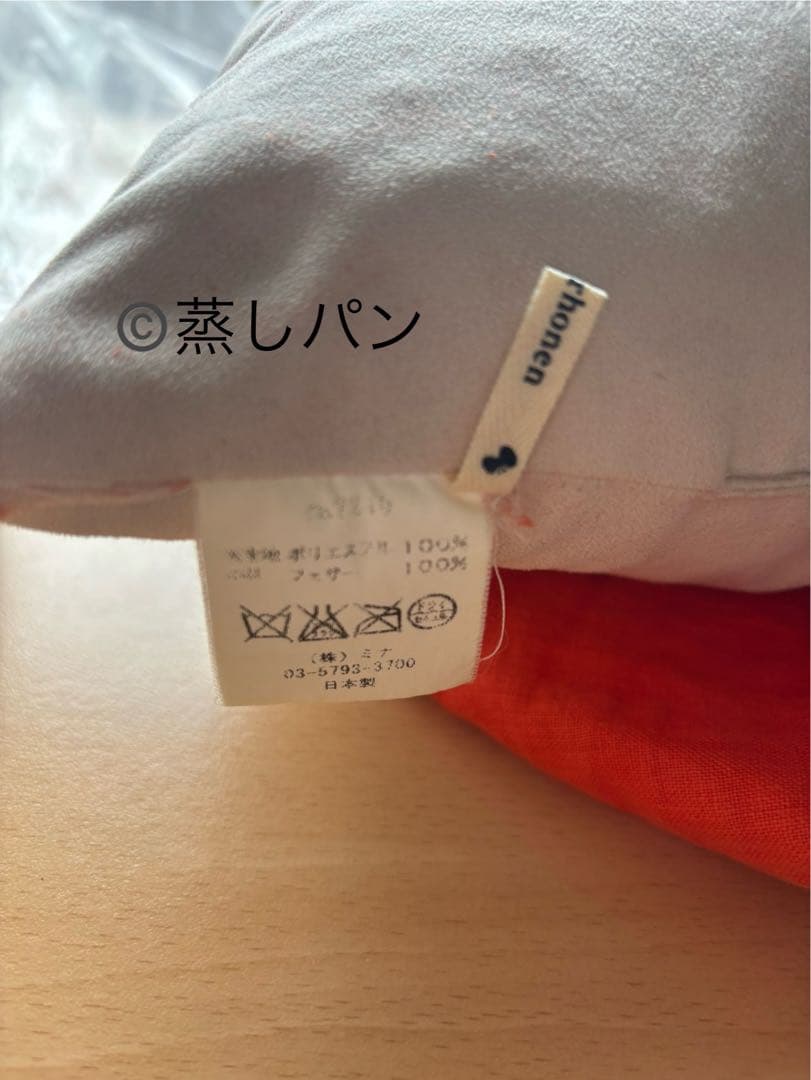 ©蒸しパン
rhonen
ポリエステル 100%
フェザー 100%
(株) ミナ
03-5793-3700
日本製